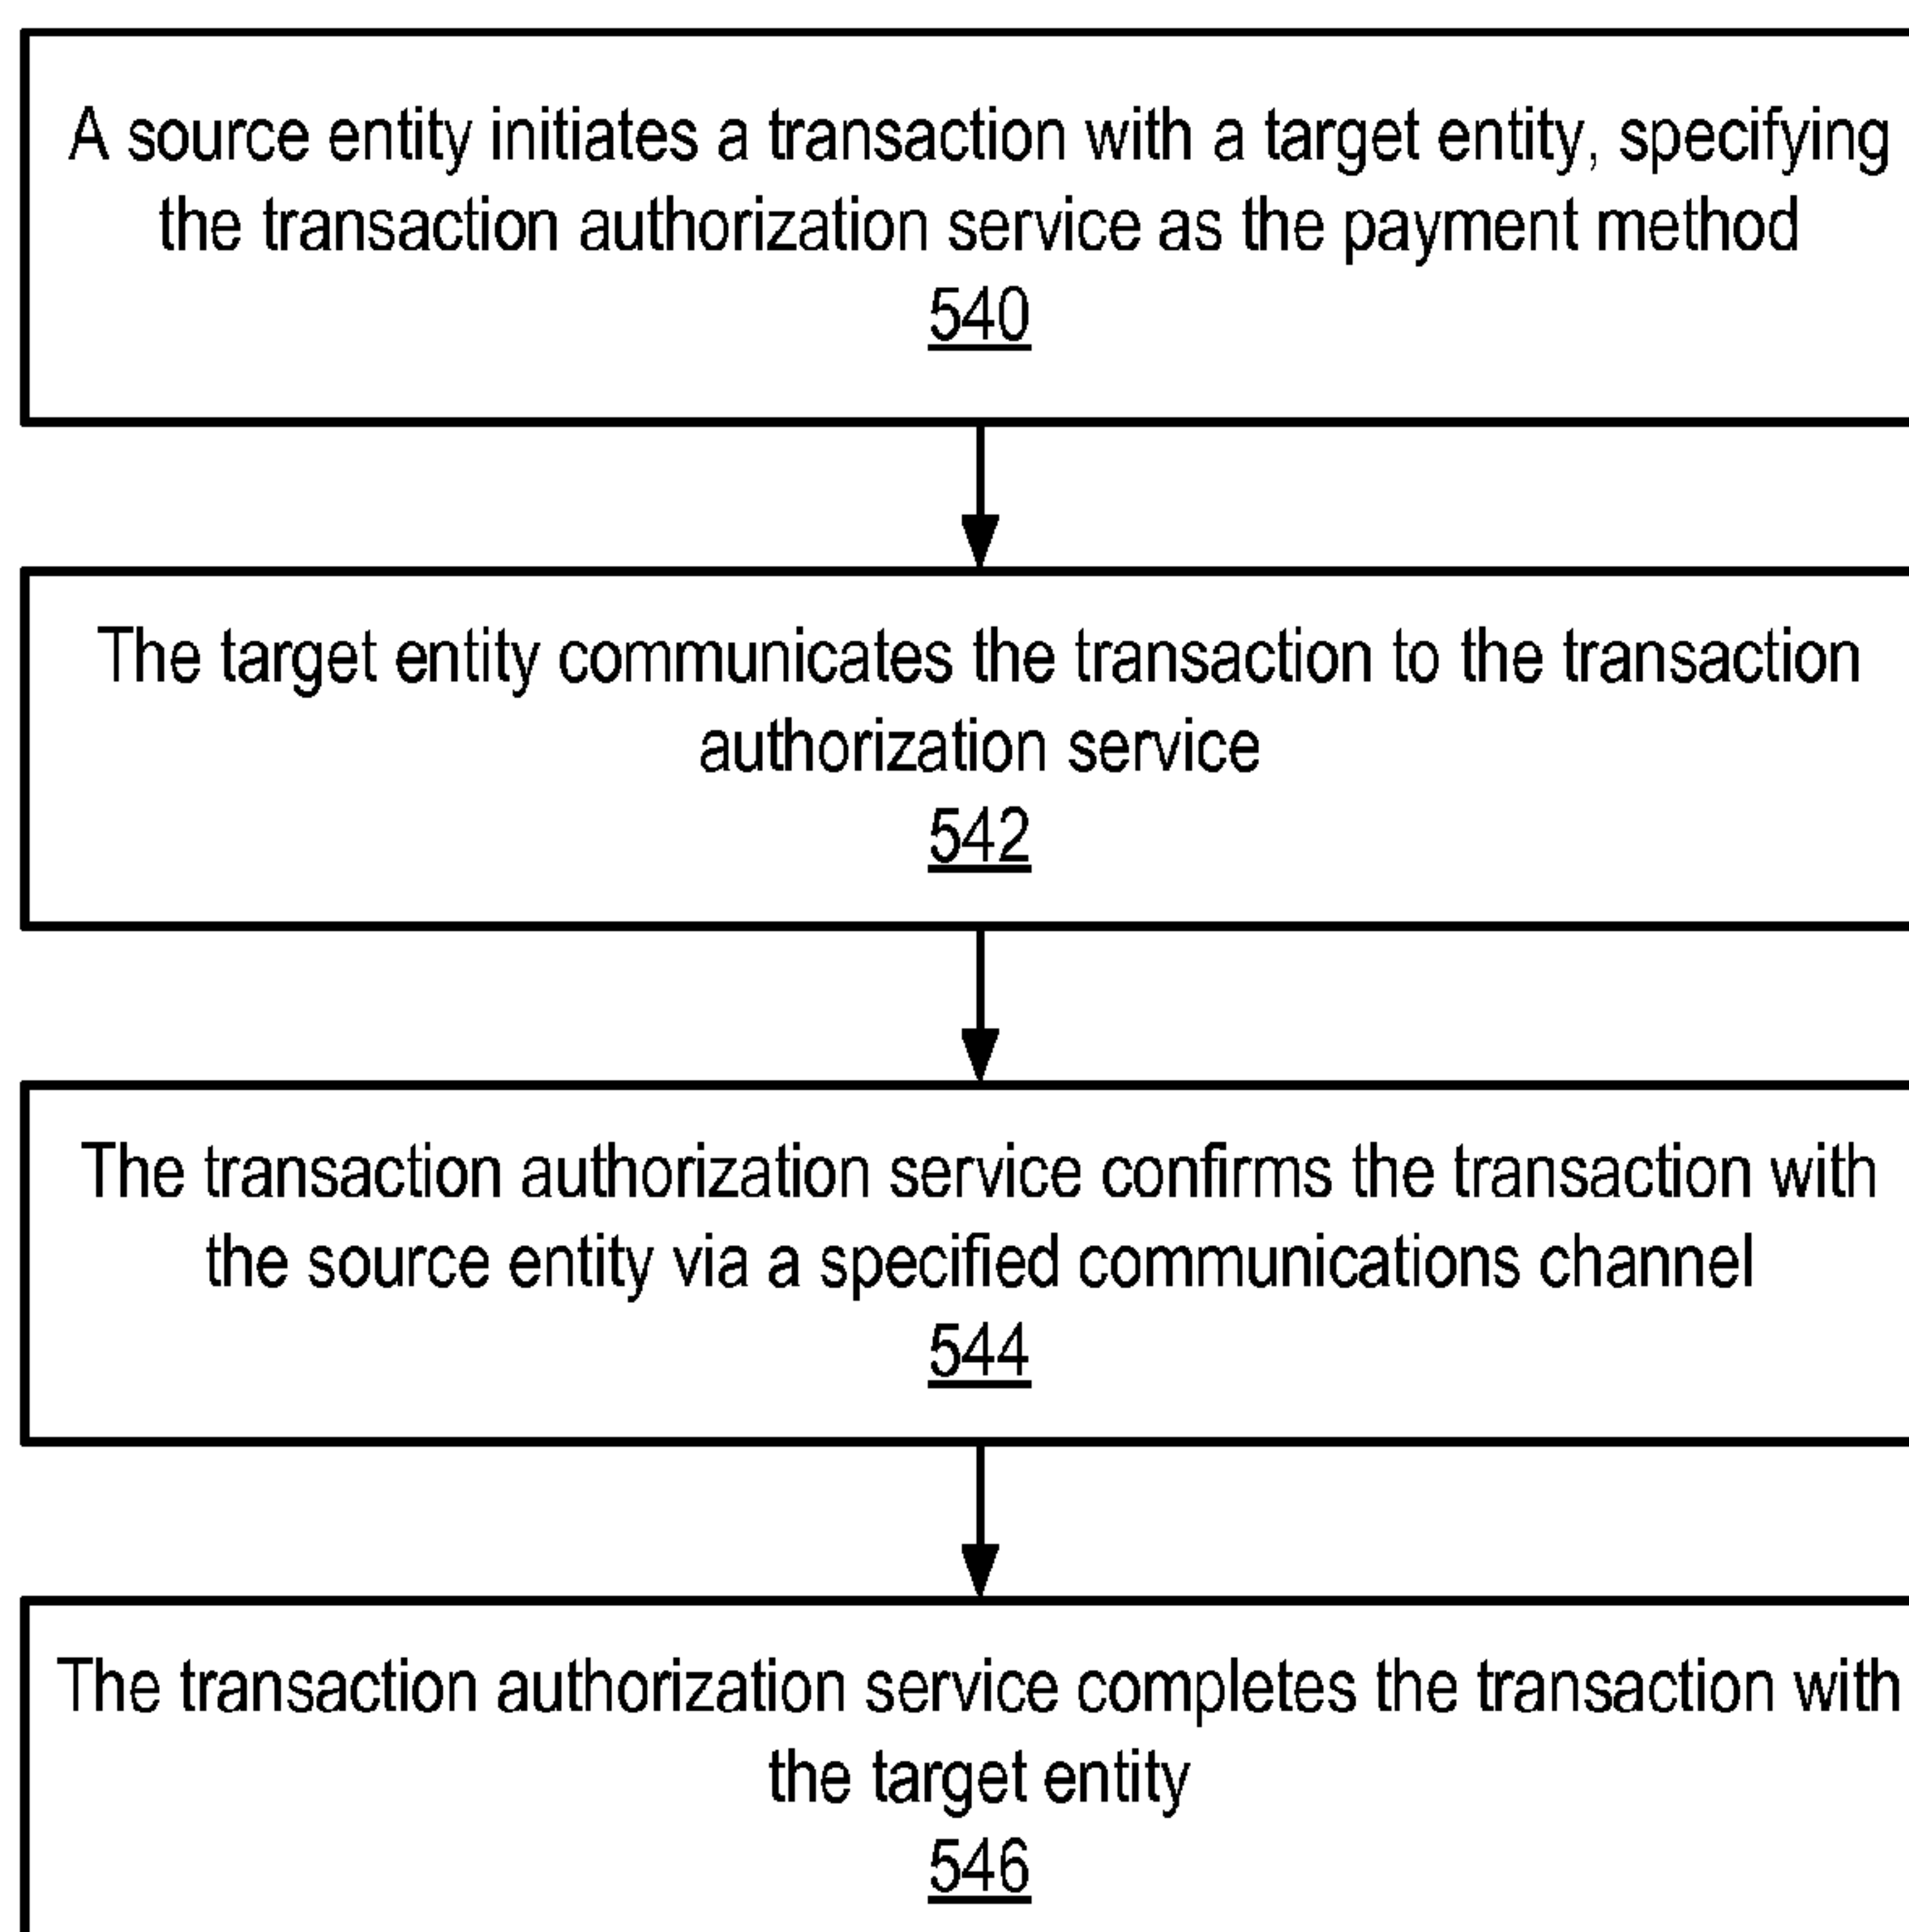 A source entity initiates a transaction with a target entity, specifying
the transaction authorization service as the payment method
540
The target entity communicates the transaction to the transaction
authorization service
542
The transaction authorization service confirms the transaction with
the source entity via a specified communications channel
544
The transaction authorization service completes the transaction with
the target entity
546